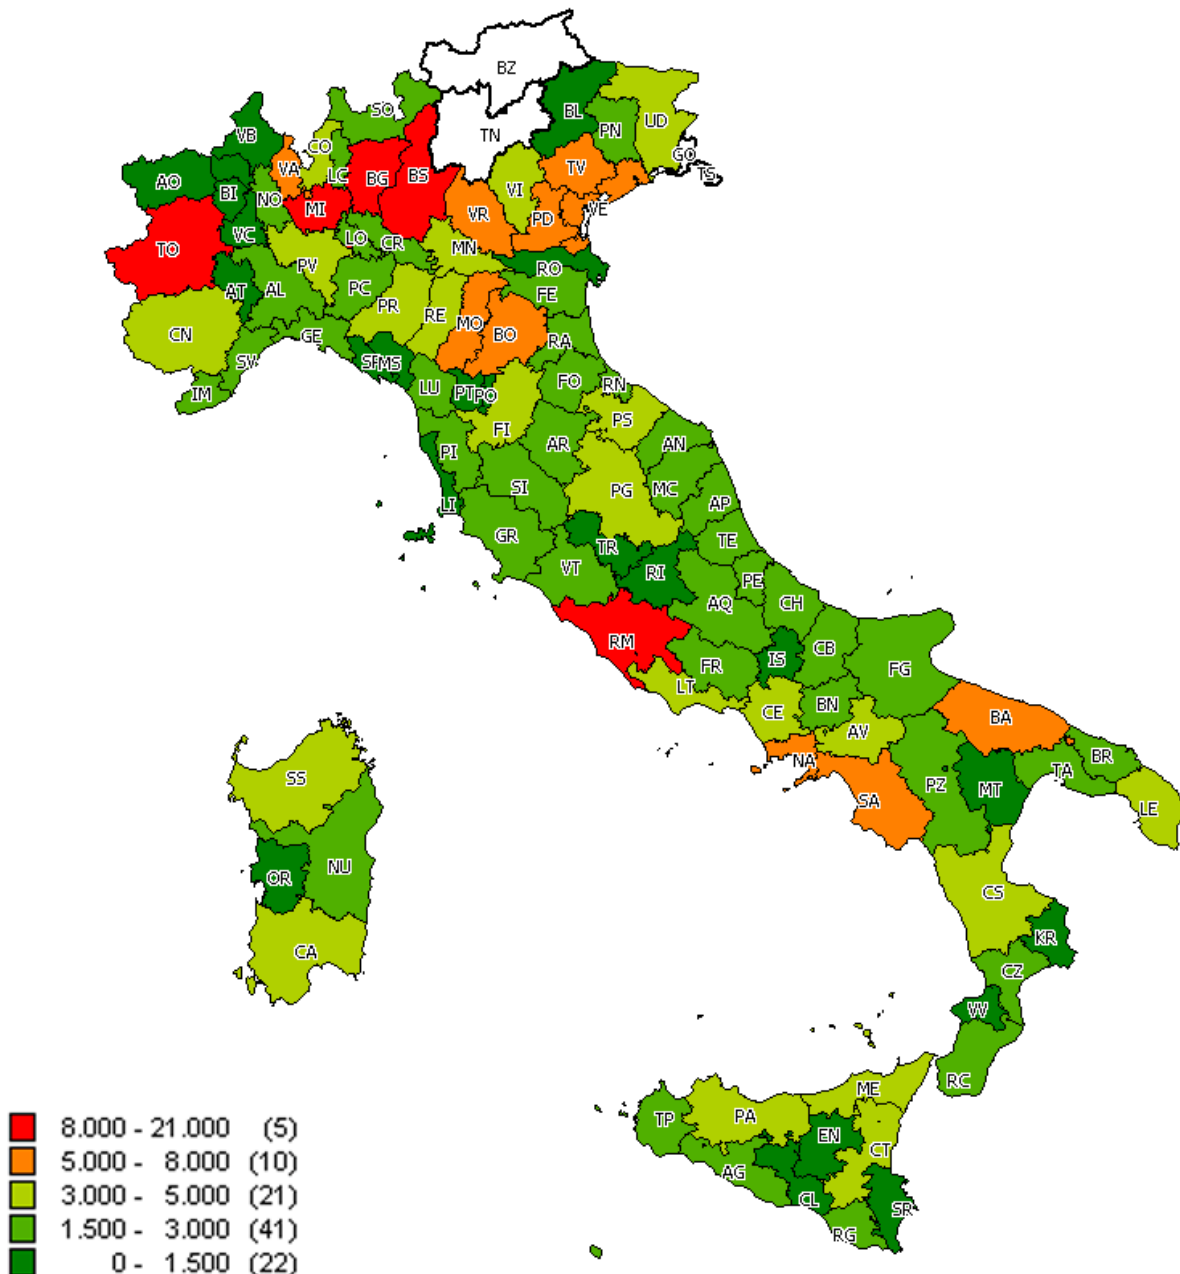 BZ
BL
UD
SO
PN
VB
TN
CO
GO
VA
LC
BG
BS
TV
TS
AO
BI
VI
NO
MI
VR
PD
VE
VC
LO
CR
TO
MN
PV
RO
AT
AL
PC
FE
PR
RE
MO
BO
CN
GE
RA
SV
SP
MS
FO
RN
IM
LU
PT
PO
PS
FI
AR
AN
PI
SI
PG
MC
LI
AP
GR
TR
TE
VT
RI
PE
AQ
CH
RM
CB
FR
IS
FG
LT
CE
BN
BA
AV
NA
BR
SS
PZ
TA
MT
SA
LE
NU
OR
CS
CA
KR
CZ
VV
RC
ME
TP
PA
EN
CT
AG
CL
SR
RG
8.000 - 21.000 (5)
5.000 - 8.000 (10)
3.000 - 5.000 (21)
1.500 - 3.000 (41)
0 - 1.500 (22)